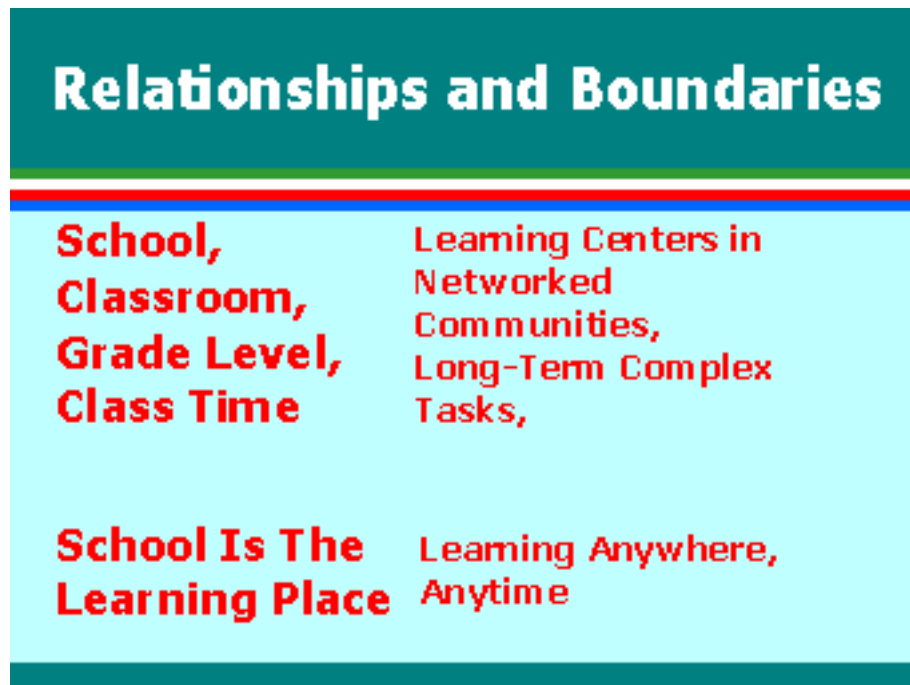 Relationships and Boundaries
School,
Classroom,
Grade Level,
Class Time
Learning Centers in
Networked
Communities,
Long-Term Complex
Tasks,
School Is The
Learning Place
Learning Anywhere,
Anytime